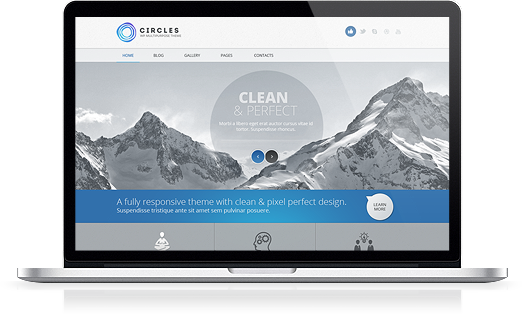 CIRCLES
WP MULTIPURPOSE THEME
HOME BLOG GALLERY PAGES CONTACTS
CLEAN
& PERFECT
Morbi a libero eget erat auctor cursus vitae id
tortor. Suspendisse rhoncus.
A fully responsive theme with clean & pixel perfect design.
Suspendisse tristique ante sit amet sem pulvinar posuere.
LEARN
MORE